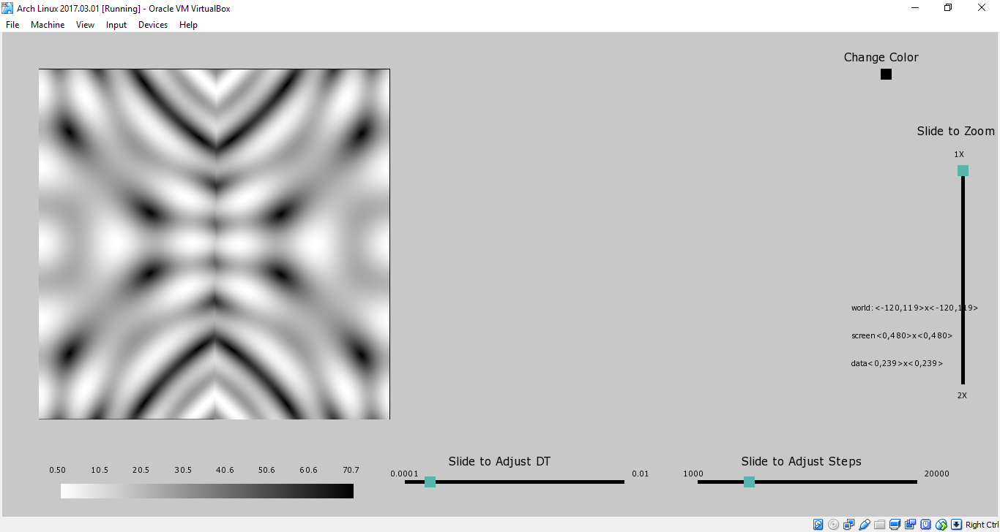 Arch Linux 2017.03.01 [Running] - Oracle VM VirtualBox
File Machine View Input Devices Help
Change Color
Slide to Zoom
1X
world: <-120,119>x<-120,119>
screen<0,480>x<0,480>
data<0,239>x<0,239>
2X
Slide to Adjust DT
Slide to Adjust Steps
0.50 10.5 20.5 30.5 40.6 50.6 60.6 70.7
0.0001 0.01
1000 20000
Right Ctrl